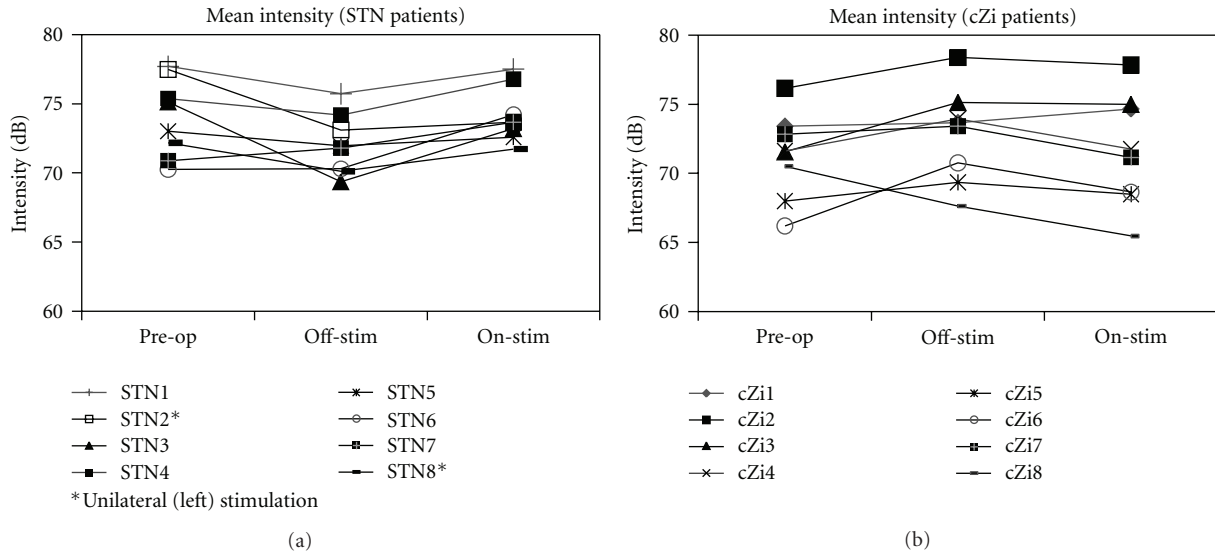 Mean intensity (STN patients)
80
75
70
65
60
Intensity (dB)
Pre-op Off-stim On-stim
STN1 STN5
STN2* STN6
STN3 STN7
STN4 STN8*
*Unilateral (left) stimulation
(a)
Mean intensity (cZi patients)
80
75
70
65
60
Intensity (dB)
Pre-op Off-stim On-stim
cZi1 cZi5
cZi2 cZi6
cZi3 cZi7
cZi4 cZi8
(b)